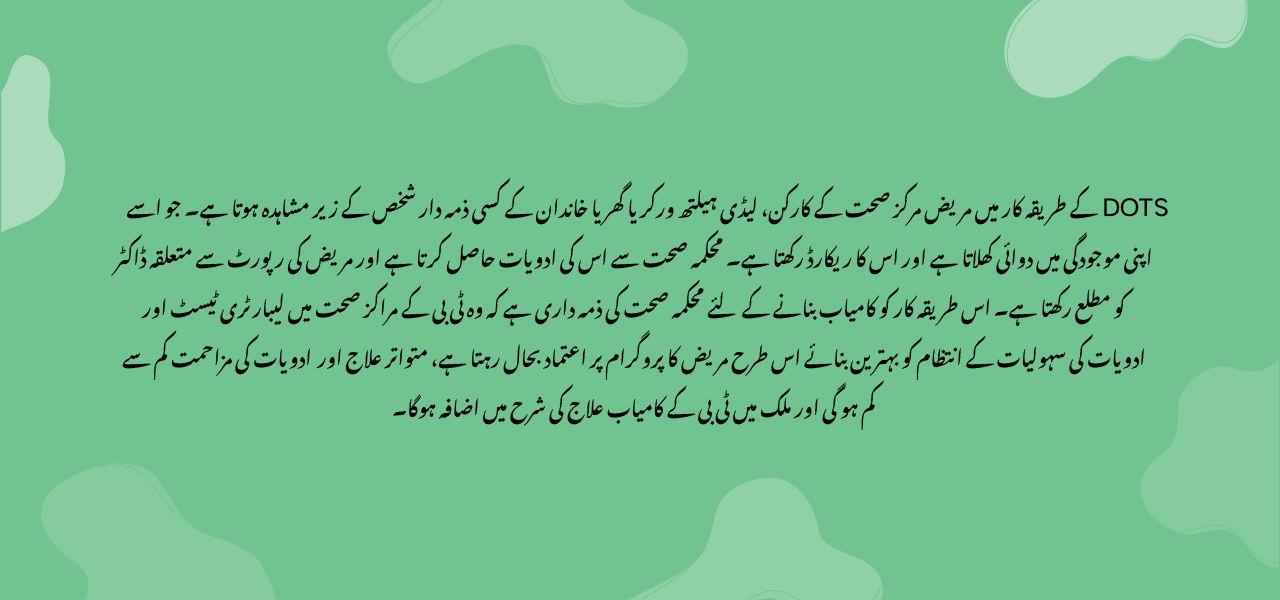 DOTS کے طریقہ کار میں مریض مرکز صحت کے کارکن، لیڈی ہیلتھ ورکر یا گھر یا خاندان کے کسی ذمہ دار شخص کے زیر مشاہدہ ہوتا ہے۔ جو اسے
اپنی موجودگی میں دوائی کھلاتا ہے اور اس کا ریکارڈ رکھتا ہے۔ محکمہ صحت سے اس کی ادویات حاصل کرتا ہے اور مریض کی رپورٹ سے متعلقہ ڈاکٹر
کو مطلع رکھتا ہے۔ اس طریقہ کار کو کامیاب بنانے کے لئے محکمہ صحت کی ذمہ داری ہے کہ وہ ٹی بی کے مراکز صحت میں لیبارٹری ٹیسٹ اور
ادویات کی سہولیات کے انتظام کو بہترین بنائے اس طرح مریض کا پروگرام پر اعتماد بحال رہتا ہے، متواتر علاج اور ادویات کی مزاحمت کم سے
کم ہو گی اور ملک میں ٹی بی کے کامیاب علاج کی شرح میں اضافہ ہوگا۔